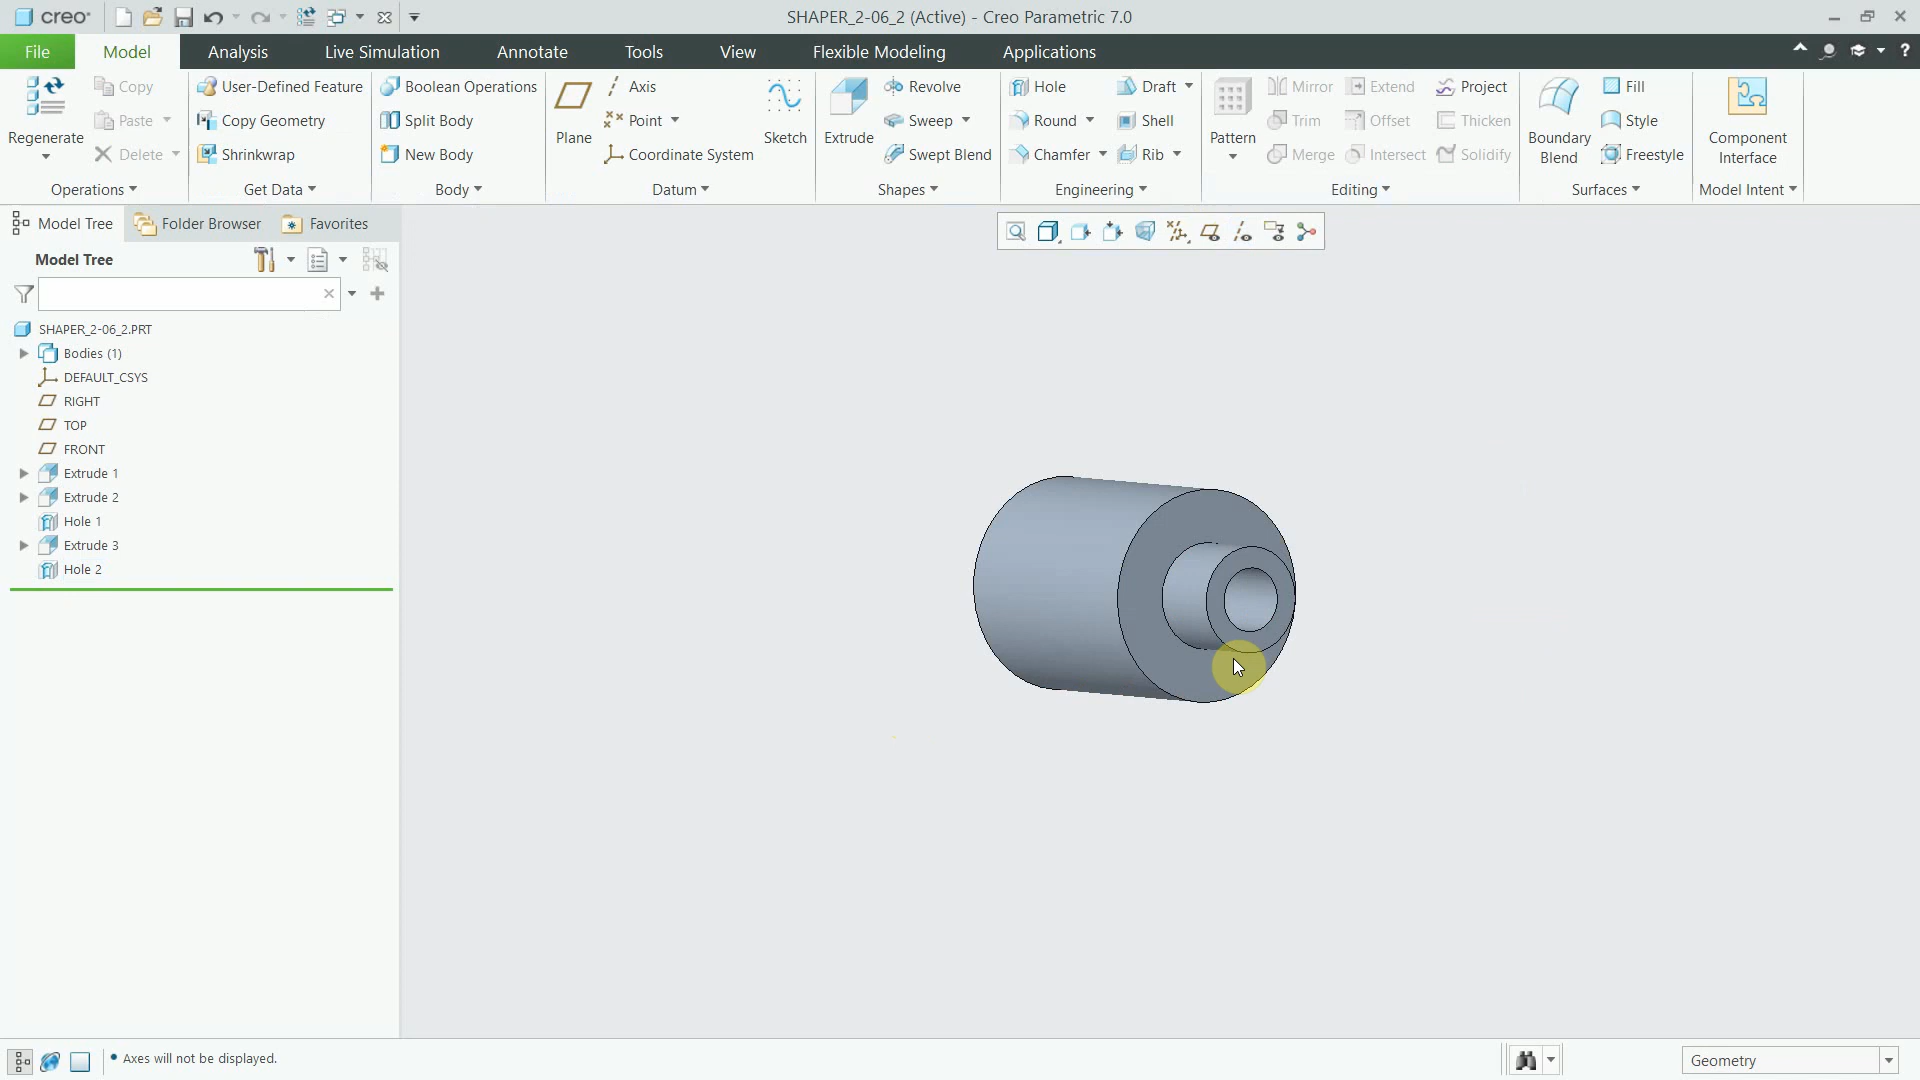 creo
SHAPER_2-06_2 (Active) - Creo Parametric 7.0
File Model Analysis Live Simulation Annotate Tools View Flexible Modeling Applications
Regenerate
Copy
Paste
Delete
Operations
User-Defined Feature
Copy Geometry
Shrinkwrap
Get Data
Boolean Operations
Split Body
New Body
Body
Plane
Axis
Point
Coordinate System
Sketch
Datum
Extrude
Revolve
Sweep
Swept Blend
Shapes
Hole
Round
Chamfer
Draft
Shell
Rib
Engineering
Pattern
Mirror
Trim
Merge
Extend
Offset
Intersect
Project
Thicken
Solidify
Editing
Boundary
Blend
Fill
Style
Freestyle
Surfaces
Component
Interface
Model Intent
Model Tree Folder Browser Favorites
Model Tree
SHAPER_2-06_2.PRT
Bodies (1)
DEFAULT_CSYS
RIGHT
TOP
FRONT
Extrude 1
Extrude 2
Hole 1
Extrude 3
Hole 2
Axes will not be displayed.
Geometry